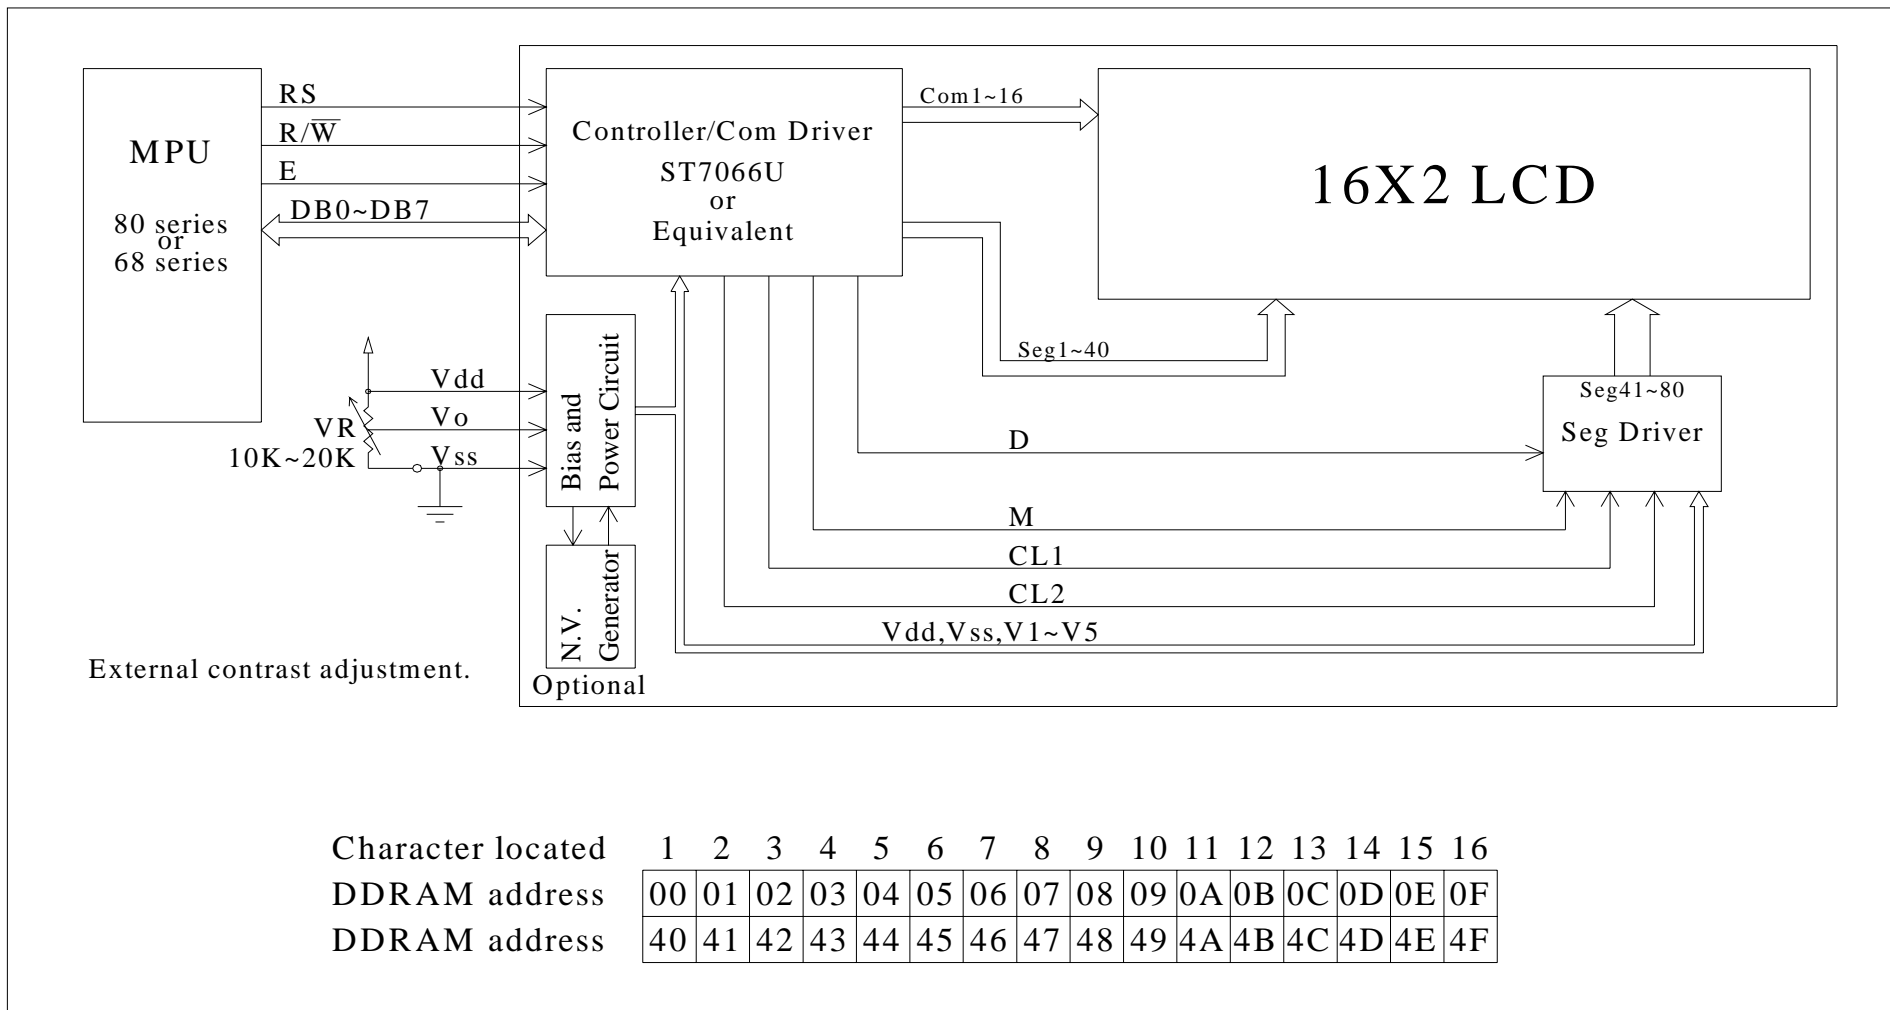 RS
R/W̅
E
DB0~DB7
MPU
80 series
or
68 series
Controller/Com Driver
ST7066U
or
Equivalent
Com1~16
16X2 LCD
Seg1~40
Seg41~80
Seg Driver
Vdd
Vo
Vss
VR
10K~20K
Bias and
Power Circuit
N.V.
Generator
Optional
D
M
CL1
CL2
Vdd,Vss,V1~V5
External contrast adjustment.
Character located 1 2 3 4 5 6 7 8 9 10 11 12 13 14 15 16
DDRAM address 00 01 02 03 04 05 06 07 08 09 0A 0B 0C 0D 0E 0F
DDRAM address 40 41 42 43 44 45 46 47 48 49 4A 4B 4C 4D 4E 4F